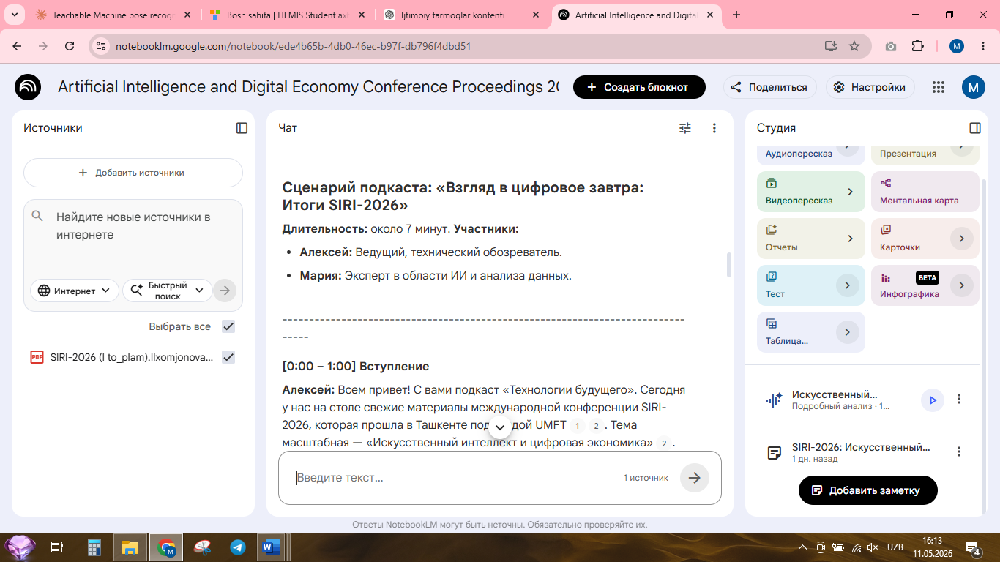 Teachable Machine pose recogr
Bosh sahifa | HEMIS Student axl
Ijtimoiy tarmoqlar kontenti
Artificial Intelligence and Digital
notebooklm.google.com/notebook/ede4b65b-4db0-46ec-b97f-db796f4dbd51
M
Artificial Intelligence and Digital Economy Conference Proceedings 20
Создать блокнот
Поделиться
Настройки
M
Источники
Добавить источники
Найдите новые источники в
интернете
Интернет
Быстрый
поиск
Выбрать все
PDF
SIRI-2026 (I to_plam).Ilxomjonova...
Чат
Сценарий подкаста: «Взгляд в цифровое завтра:
Итоги SIRI-2026»
Длительность: около 7 минут. Участники:
• Алексей: Ведущий, технический обозреватель.
• Мария: Эксперт в области ИИ и анализа данных.
--------------------------------------------------------------------------------
[0:00 – 1:00] Вступление
Алексей: Всем привет! С вами подкаст «Технологии будущего». Сегодня
у нас на столе свежие материалы международной конференции SIRI-
2026, которая прошла в Ташкенте под дой UMFT 1 2 . Тема
масштабная — «Искусственный интеллект и цифровая экономика» 2 .
Введите текст...
1 источник
Ответы NotebookLM могут быть неточны. Обязательно проверяйте их.
Студия
Аудиопересказ
Презентация
Видеопересказ
Ментальная карта
Отчеты
Карточки
Тест
БЕТА
Инфографика
Таблица...
Искусственный...
Подробный анализ · 1...
SIRI-2026: Искусственный...
1 дн. назад
Добавить заметку
M
W
UZB
16:13
11.05.2026
4